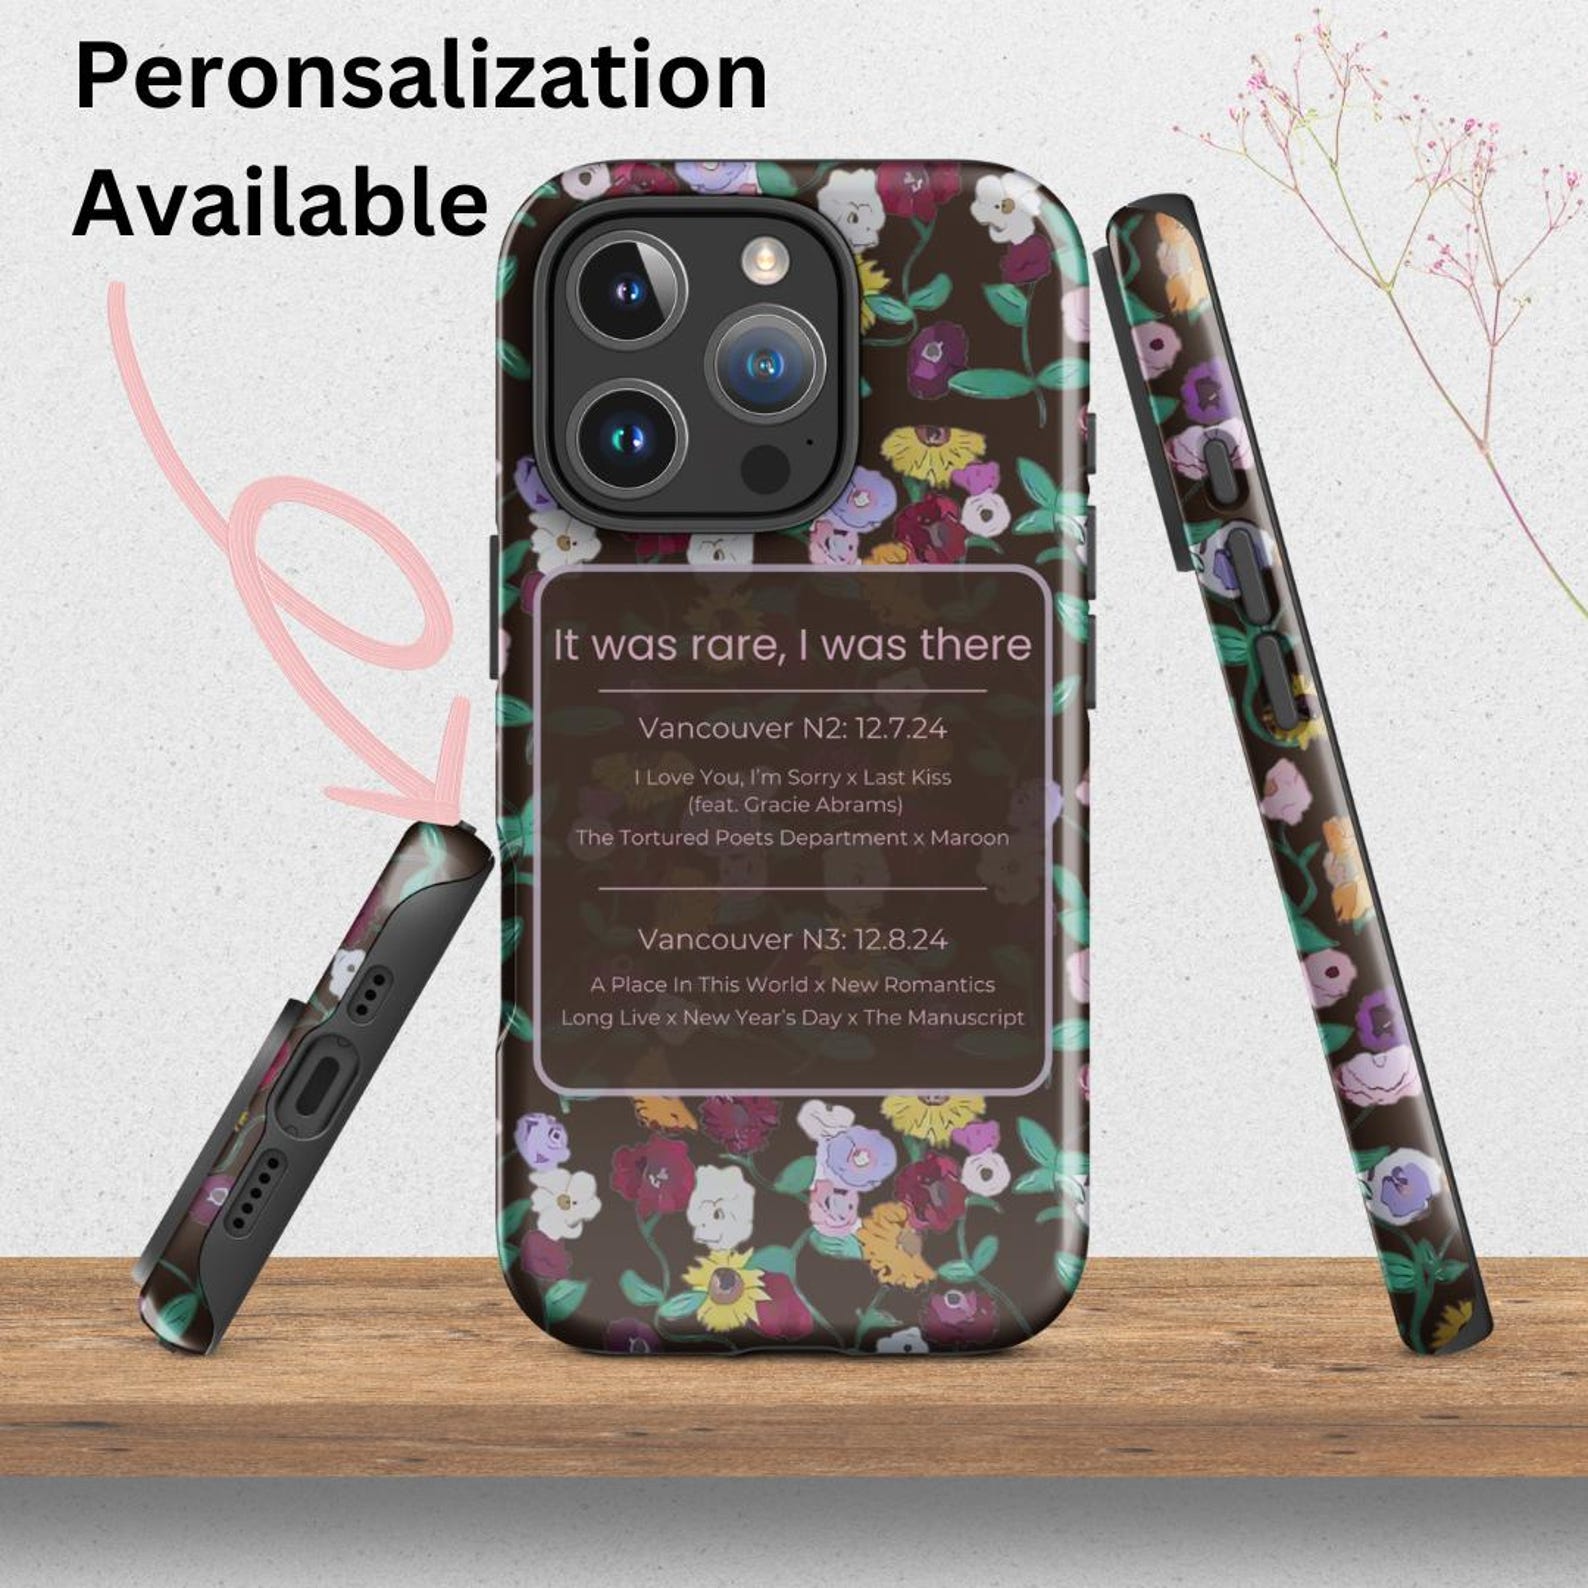 Peronsalization
Available
It was rare, I was there
Vancouver N2: 12.7.24
I Love You, I'm Sorry x Last Kiss
(feat. Gracie Abrams)
The Tortured Poets Department x Maroon
Vancouver N3: 12.8.24
A Place In This World x New Romantics
Long Live x New Year's Day x The Manuscript